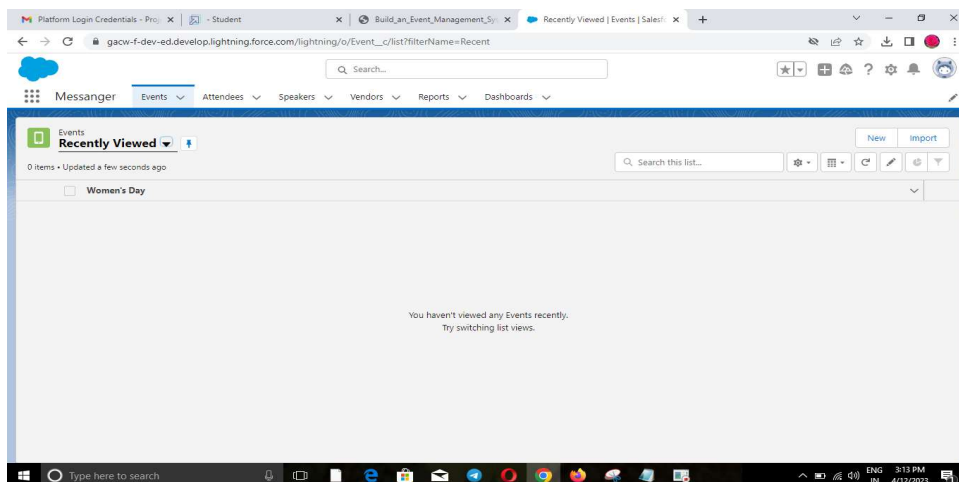 Platform Login Credentials - Proj
- Student
Build_an_Event_Management_Sy
Recently Viewed | Events | Salesf
gacw-f-dev-ed.develop.lightning.force.com/lightning/o/Event__c/list?filterName=Recent
Search...
Messanger Events Attendees Speakers Vendors Reports Dashboards
Events
Recently Viewed
New Import
0 items • Updated a few seconds ago
Search this list...
Women's Day
You haven't viewed any Events recently.
Try switching list views.
Type here to search
ENG 3:13 PM
IN 4/12/2023